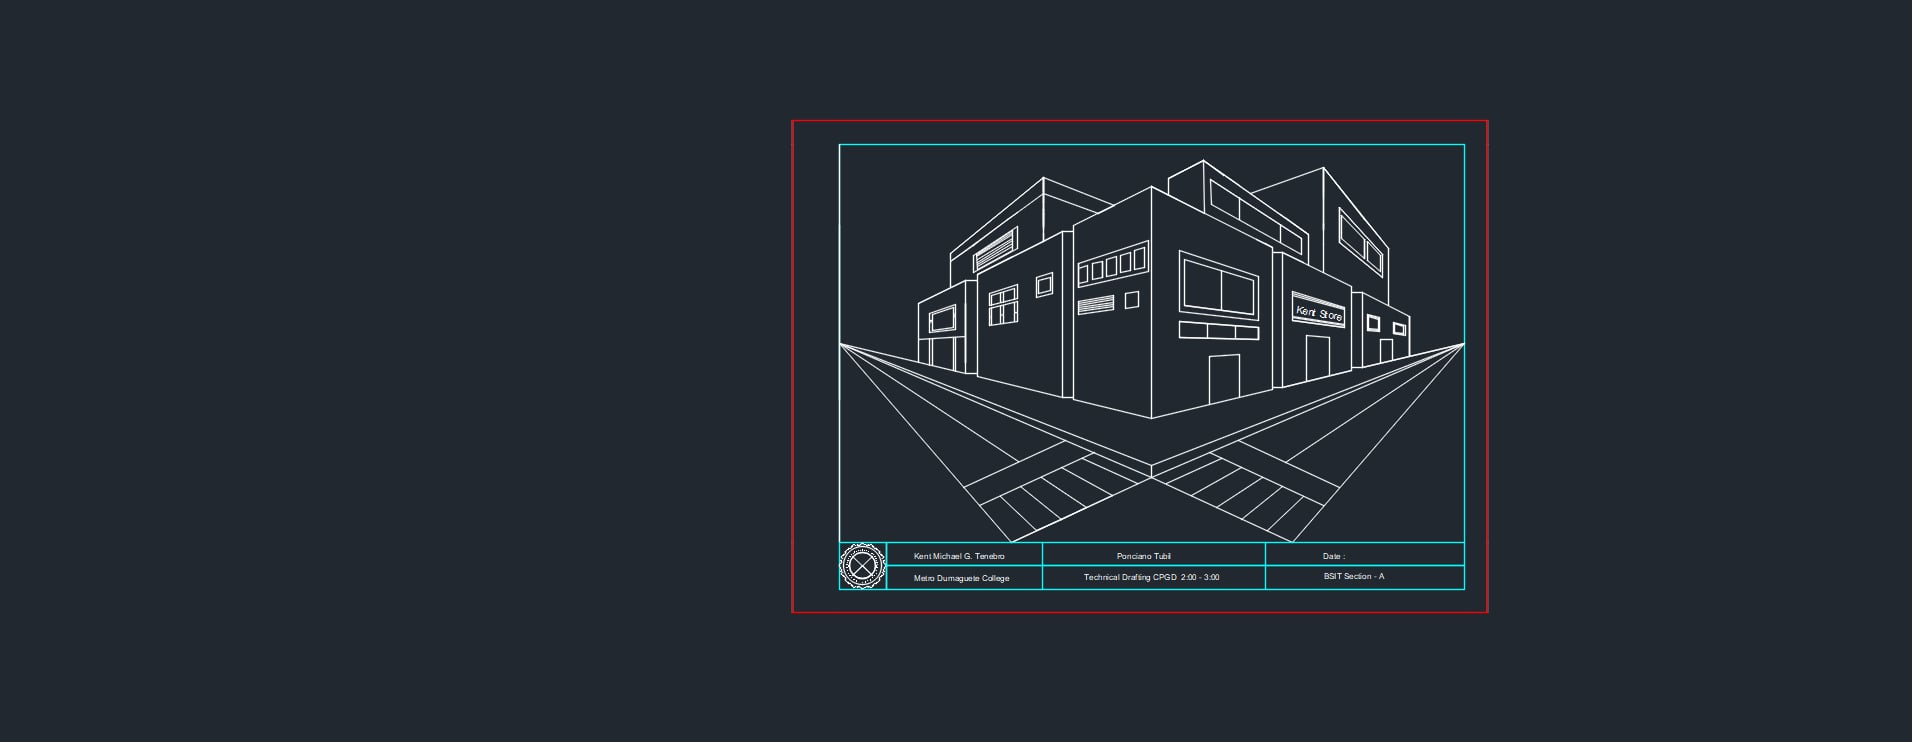 Kent Store
Kent Michael G. Tenebro
Ponciano Tubil
Date :
Metro Dumaguete College
Technical Drafting CPGD 2:00 - 3:00
BSIT Section - A